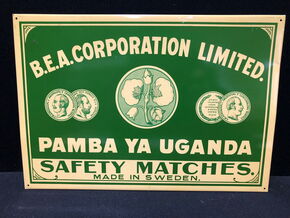 B.E.A. CORPORATION LIMITED.
PAMBA YA UGANDA
SAFETY MATCHES.
MADE IN SWEDEN.